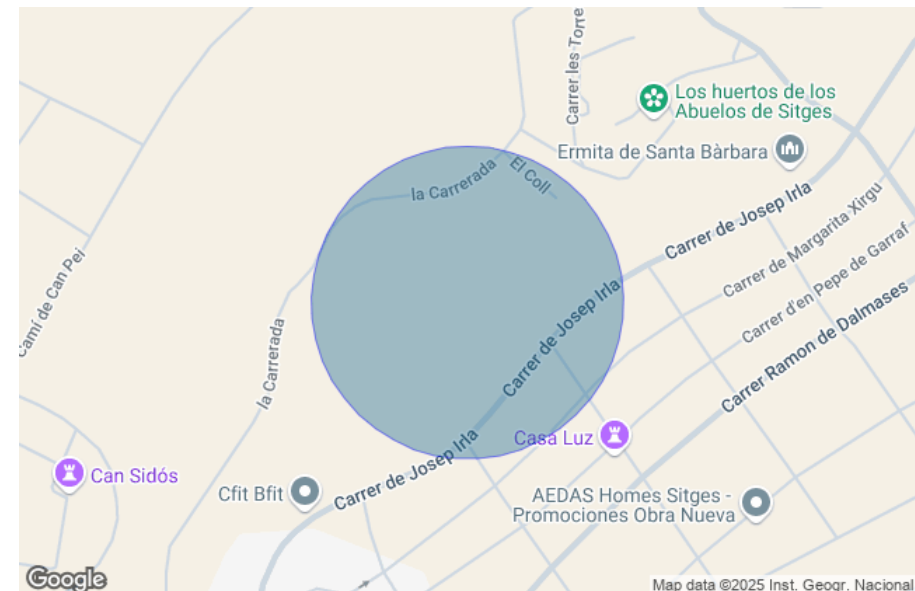 Carrer les Torre
Los huertos de los
Abuelos de Sitges
Ermita de Santa Bàrbara
la Carrerada
El Coll
Carrer de Josep Irla
Carrer de Margarita Xirgu
Carrer d'en Pepe de Garraf
Camí de Can Pei
Carrer de Josep Irla
Carrer Ramon de Dalmases
la Carrerada
Casa Luz
Can Sidós
Cfit Bfit
Carrer de Josep Irla
AEDAS Homes Sitges -
Promociones Obra Nueva
Google
Map data ©2025 Inst. Geogr. Nacional